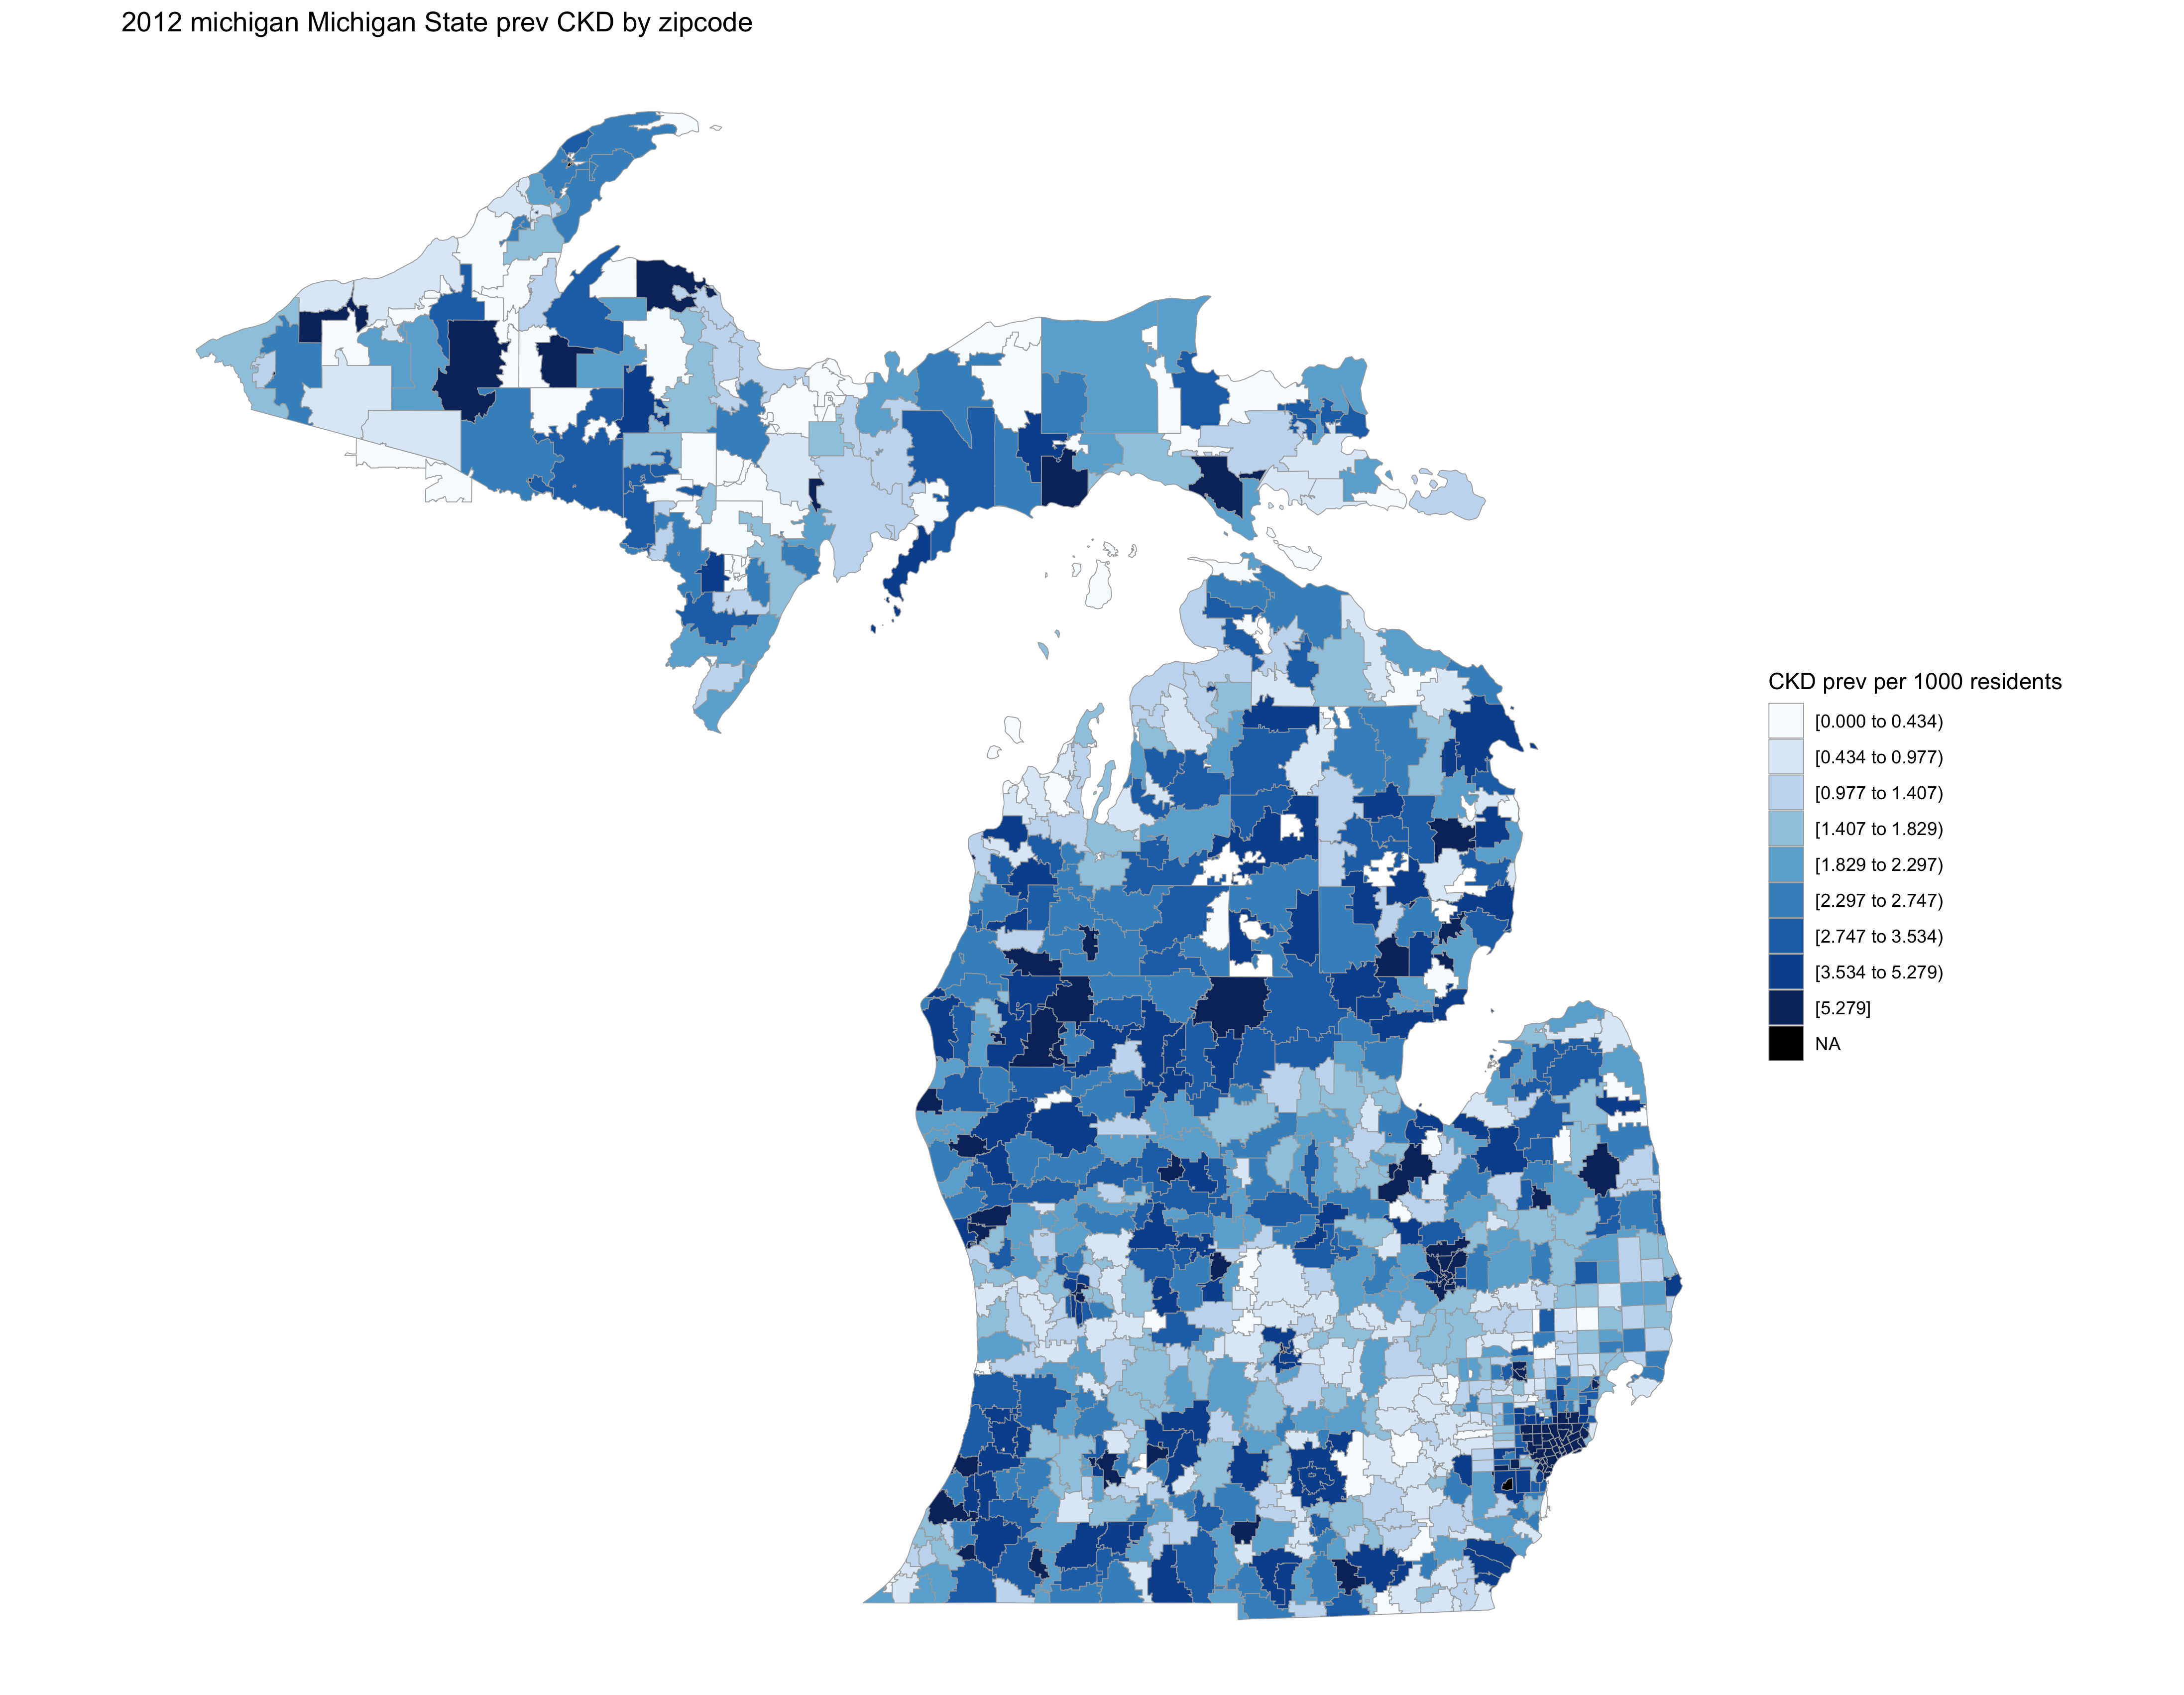 2012 michigan Michigan State prev CKD by zipcode
CKD prev per 1000 residents
[0.000 to 0.434)
[0.434 to 0.977)
[0.977 to 1.407)
[1.407 to 1.829)
[1.829 to 2.297)
[2.297 to 2.747)
[2.747 to 3.534)
[3.534 to 5.279)
[5.279]
NA